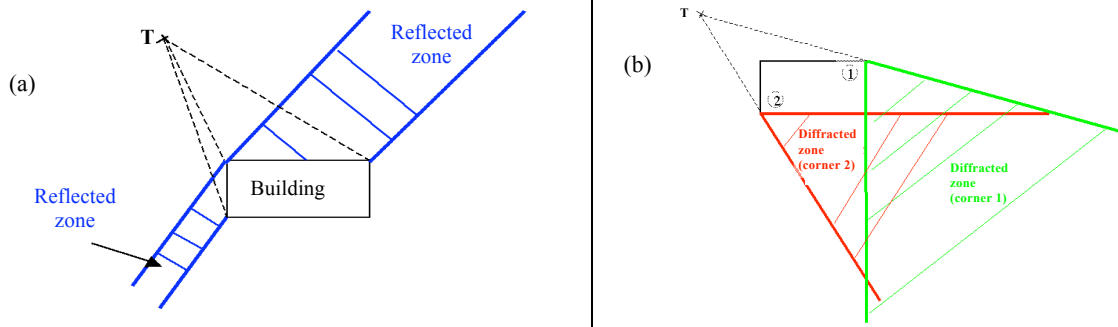 (a)
T
Reflected
zone
Building
Reflected
zone
(b)
T
1
2
Diffracted
zone
(corner 2)
Diffracted
zone
(corner 1)